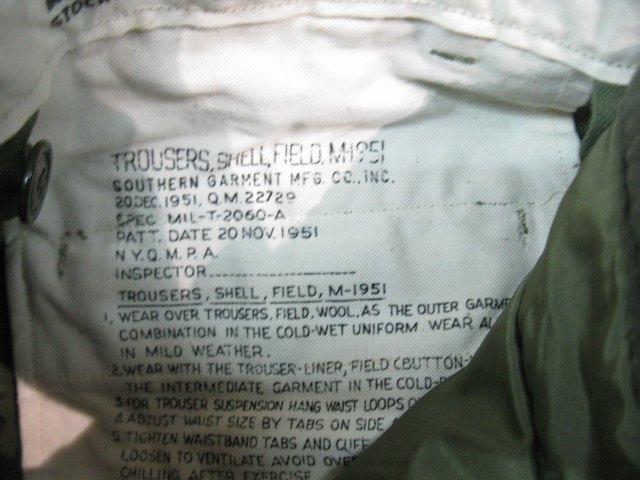 TROUSERS, SHELL, FIELD, M-1951
SOUTHERN GARMENT MFG. CO., INC.
20 DEC. 1951, Q.M. 22729
SPEC. MIL-T-2060-A
PATT. DATE 20 NOV. 1951
N.Y.Q.M.P.A.
INSPECTOR--------------------
TROUSERS, SHELL, FIELD, M-1951
1. WEAR OVER TROUSERS, FIELD, WOOL, AS THE OUTER
COMBINATION IN THE COLD-WET UNIFORM. WEAR
IN MILD WEATHER.
2. WEAR WITH THE TROUSER-LINER, FIELD
THE INTERMEDIATE GARMENT IN THE
3. FOR TROUSER SUSPENSION HANG WAIST LOOPS
4. ADJUST WAIST SIZE BY TABS ON SIDE
5. TIGHTEN WAISTBAND TABS AND CUFF
LOOSEN TO VENTILATE. AVOID
CHILLING AFTER EXERCISE